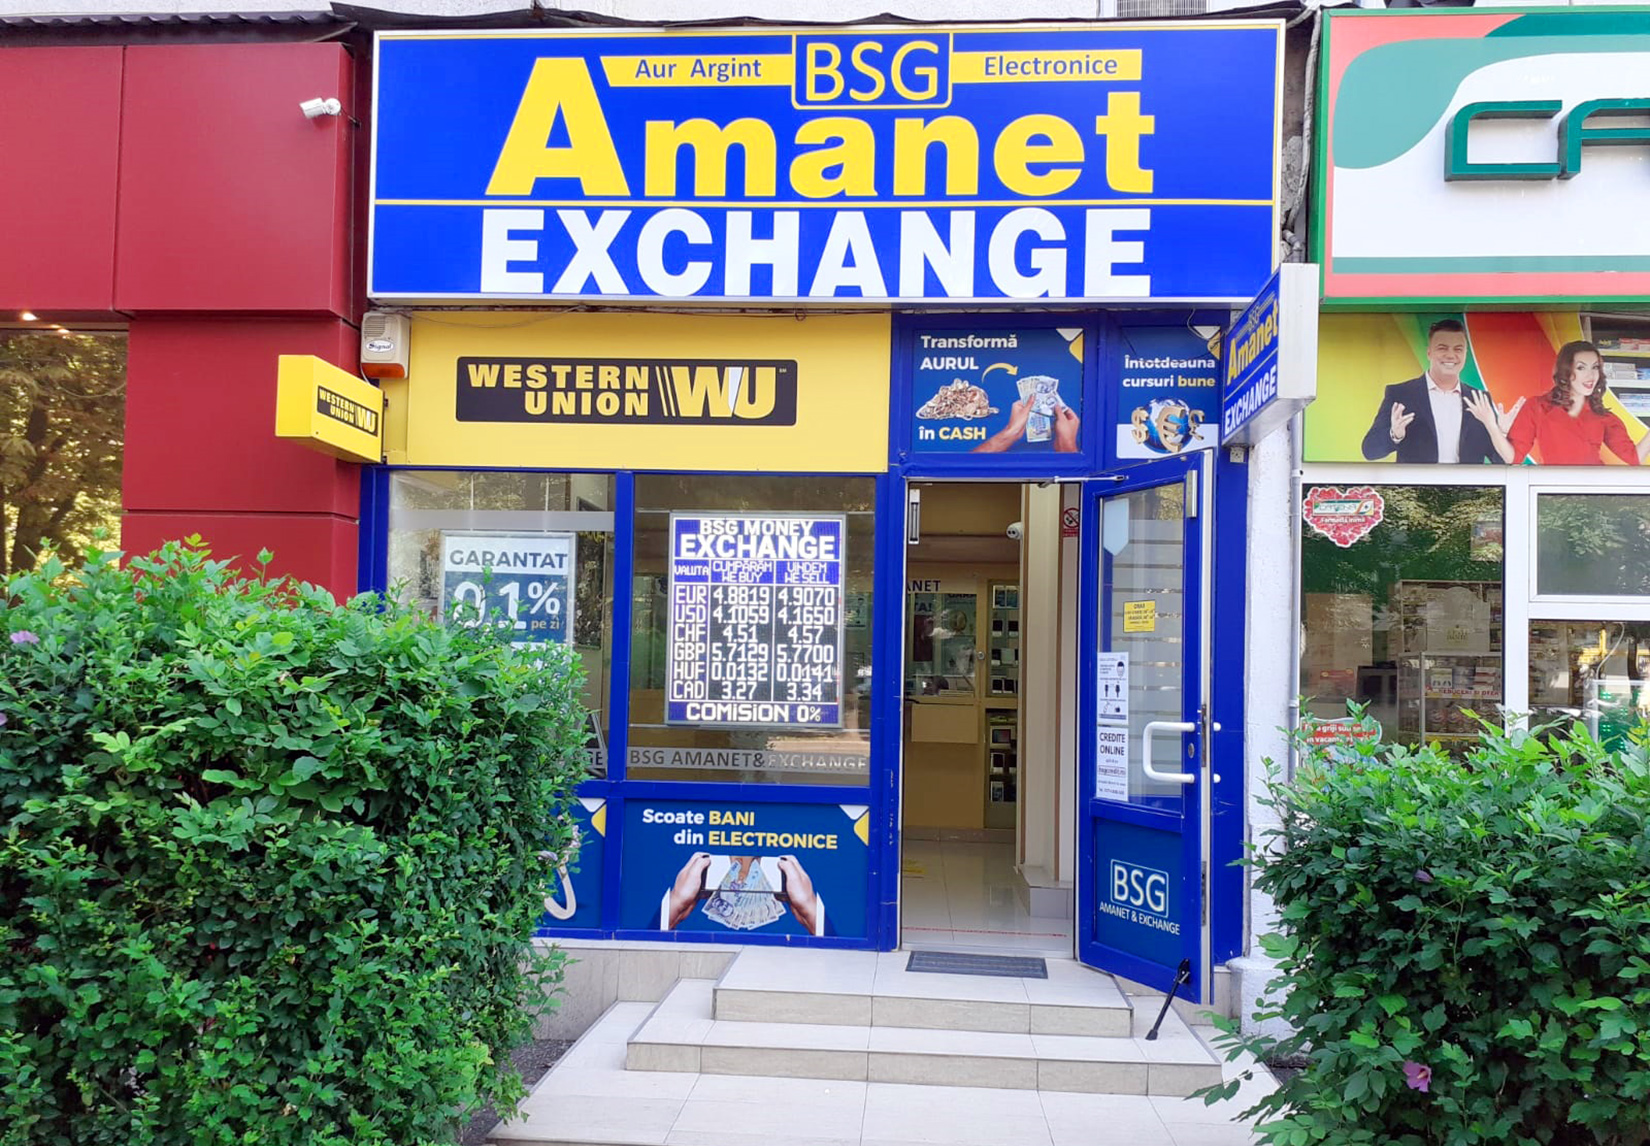 Aur Argint
BSG
Electronice
Amanet
EXCHANGE
CA
WESTERN
UNION
WU
WESTERN
UNION
WU
Signal
Transformă
AURUL
în CASH
Întotdeauna
cursuri bune
BSG
Amanet
EXCHANGE
GARANTAT
0,1%
pe zi
BSG MONEY
EXCHANGE
VALUTA CUMPARAM VINDEM
WE BUY WE SELL
EUR 4.8819 4.9070
USD 4.1059 4.1650
CHF 4.51 4.57
GBP 5.7129 5.7700
HUF 0.0132 0.0141
CAD 3.27 3.34
COMISION 0%
BSG AMANET&EXCHANGE
ANET
CREDITE
ONLINE
Scoate BANI
din ELECTRONICE
BSG
AMANET & EXCHANGE